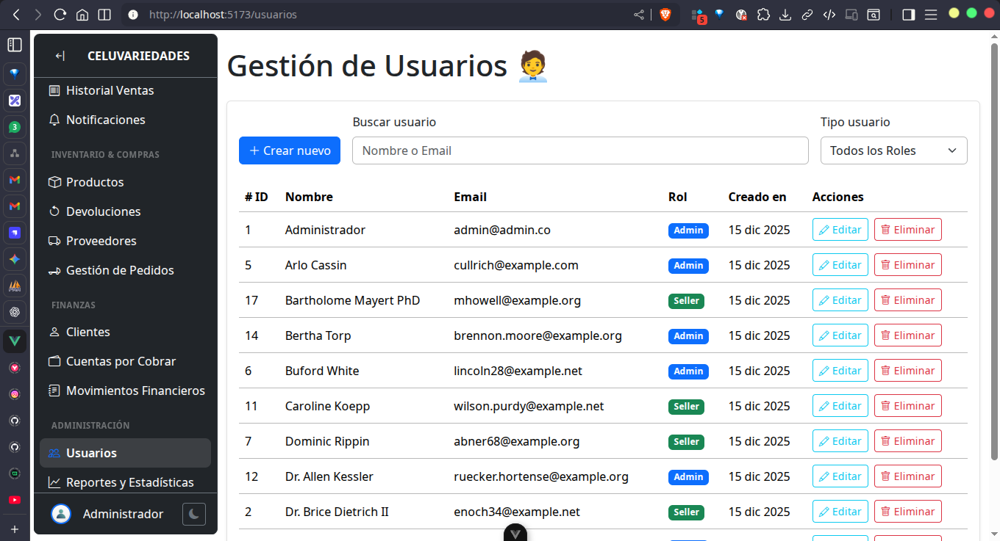 http://localhost:5173/usuarios
5
3
CELUVARIEDADES
Historial Ventas
Notificaciones
INVENTARIO & COMPRAS
Productos
Devoluciones
Proveedores
Gestión de Pedidos
FINANZAS
Clientes
Cuentas por Cobrar
Movimientos Financieros
ADMINISTRACIÓN
Usuarios
Reportes y Estadísticas
Administrador
Gestión de Usuarios 🧑‍💼
Buscar usuario Tipo usuario
+ Crear nuevo Nombre o Email Todos los Roles
# ID Nombre Email Rol Creado en Acciones
1 Administrador admin@admin.co Admin 15 dic 2025 Editar Eliminar
5 Arlo Cassin cullrich@example.com Admin 15 dic 2025 Editar Eliminar
17 Bartholome Mayert PhD mhowell@example.org Seller 15 dic 2025 Editar Eliminar
14 Bertha Torp brennon.moore@example.org Admin 15 dic 2025 Editar Eliminar
6 Buford White lincoln28@example.net Admin 15 dic 2025 Editar Eliminar
11 Caroline Koepp wilson.purdy@example.net Seller 15 dic 2025 Editar Eliminar
7 Dominic Rippin abner68@example.org Seller 15 dic 2025 Editar Eliminar
12 Dr. Allen Kessler ruecker.hortense@example.org Admin 15 dic 2025 Editar Eliminar
2 Dr. Brice Dietrich II enoch34@example.net Seller 15 dic 2025 Editar Eliminar